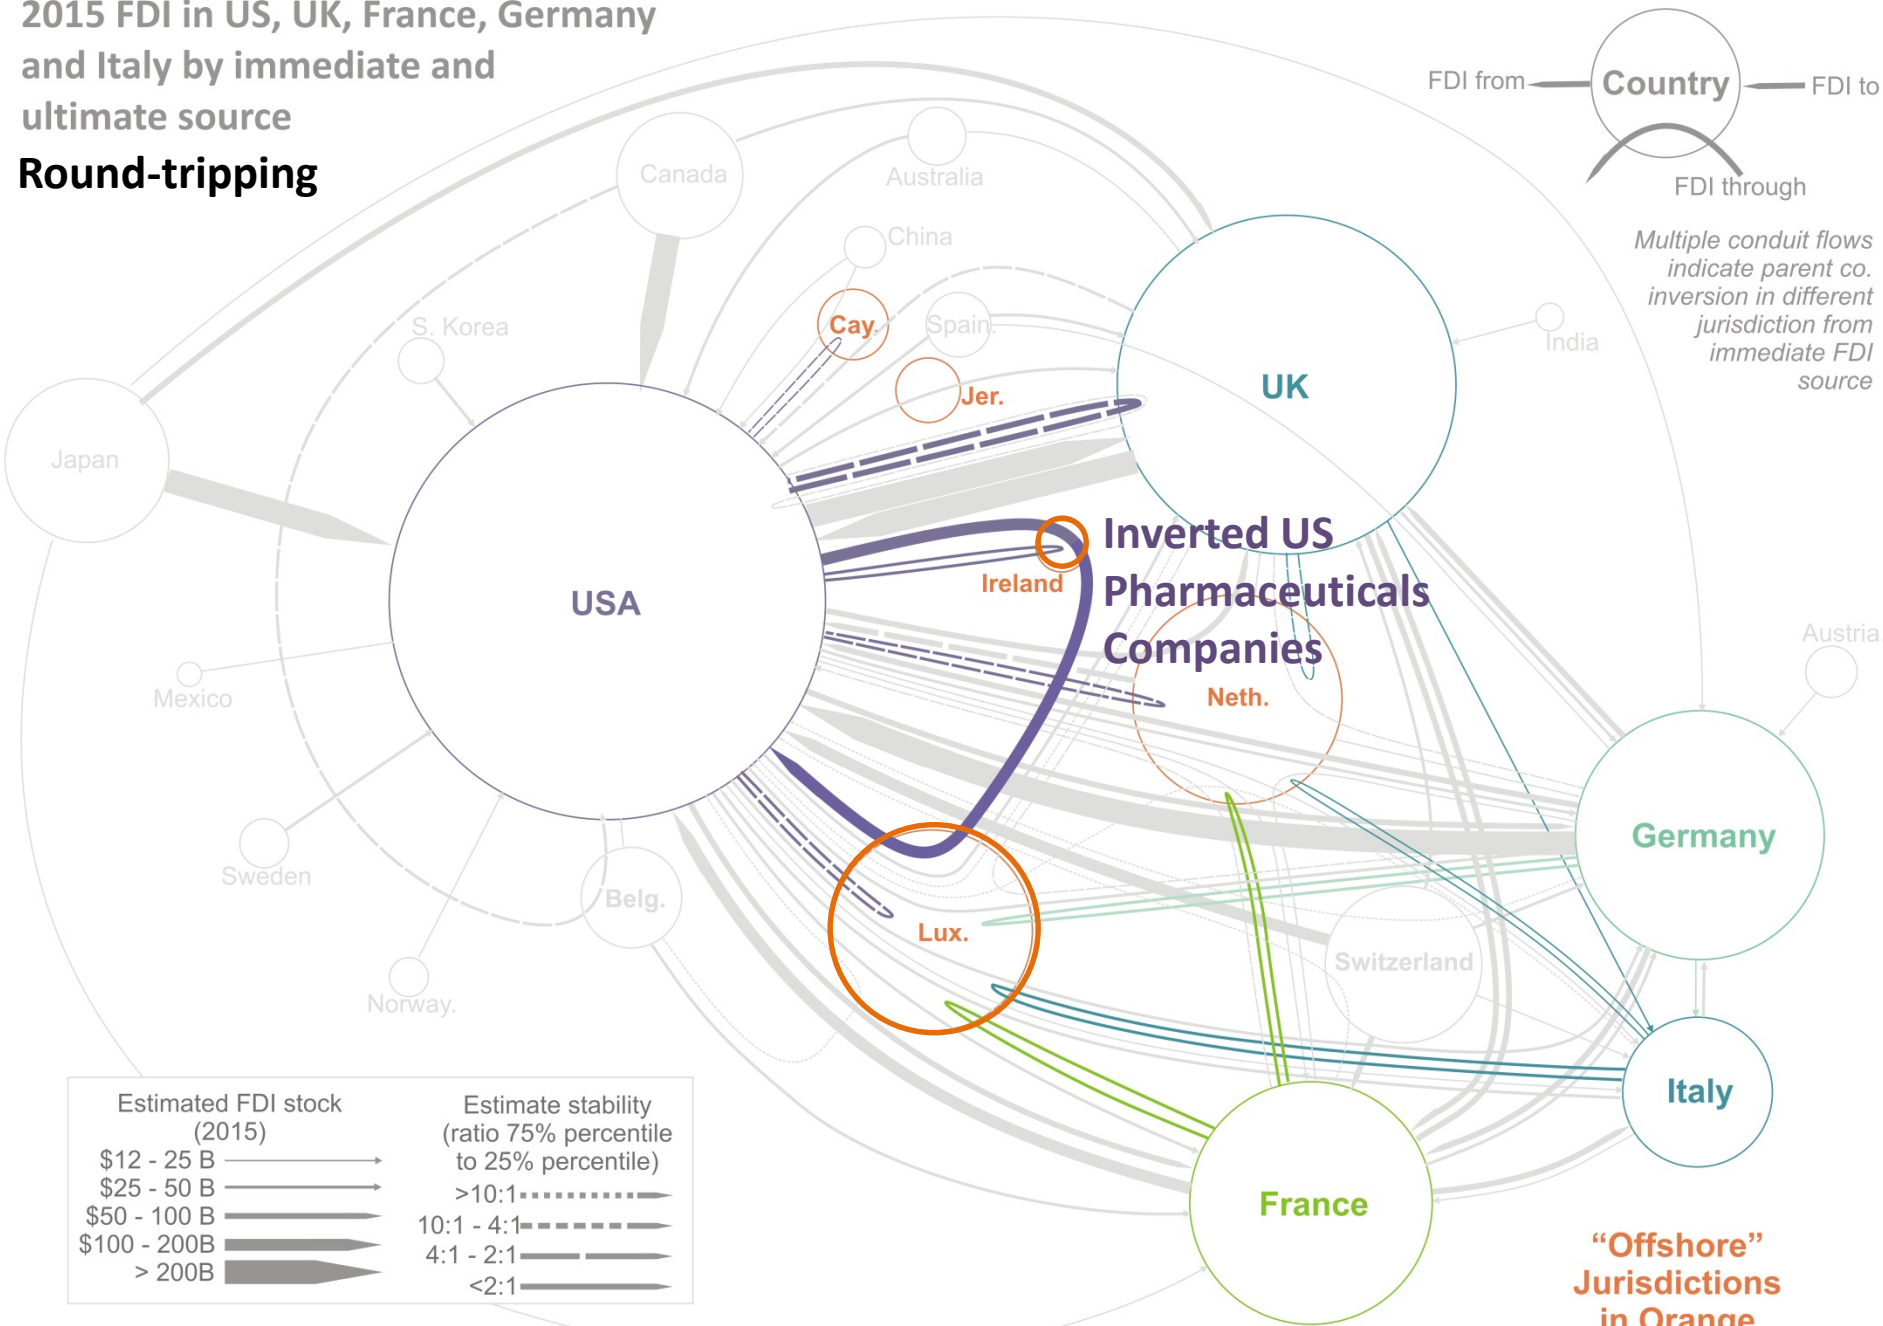 2015 FDI in US, UK, France, Germany
and Italy by immediate and
ultimate source
Round-tripping
FDI from
Country
FDI to
FDI through
Multiple conduit flows
indicate parent co.
inversion in different
jurisdiction from
immediate FDI
source
Canada
Australia
China
S. Korea
Cay.
Spain.
Jer.
India
UK
Japan
Inverted US
Pharmaceuticals
Companies
Ireland
USA
Austria
Mexico
Neth.
Germany
Sweden
Belg.
Lux.
Switzerland
Norway.
Italy
France
Estimated FDI stock
(2015)
$12 - 25 B
$25 - 50 B
$50 - 100 B
$100 - 200B
> 200B
Estimate stability
(ratio 75% percentile
to 25% percentile)
>10:1
10:1 - 4:1
4:1 - 2:1
<2:1
“Offshore”
Jurisdictions
in Orange